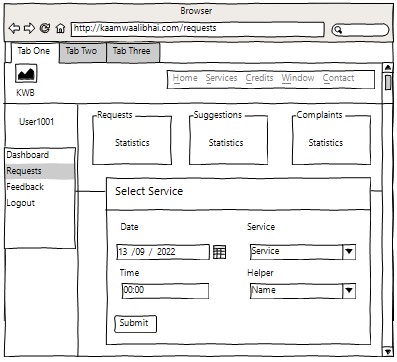 Browser
http://kaamwaalibhai.com/requests
Tab One Tab Two Tab Three
Home Services Credits Window Contact
KWB
User1001
Requests Suggestions Complaints
Statistics Statistics Statistics
Dashboard
Requests
Feedback
Logout
Select Service
Date Service
13 /09 / 2022 Service
Time Helper
00:00 Name
Submit